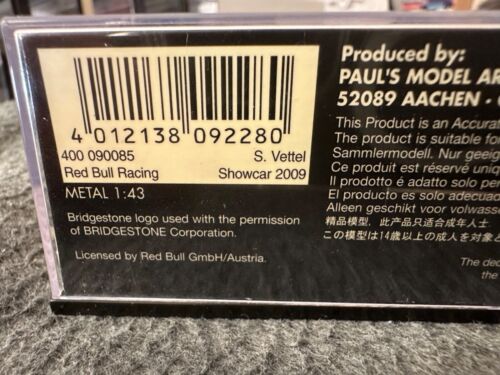 4 012138 092280
400 090085 S. Vettel
Red Bull Racing Showcar 2009
METAL 1:43
Bridgestone logo used with the permission
of BRIDGESTONE Corporation.
Licensed by Red Bull GmbH/Austria.
Produced by:
PAUL'S MODEL AR
52089 AACHEN •
This Product is an Accurat
The product is suitable fo
Sammlermodell. Nur geeig
Ce produit est réservé uniq
Il prodotto é adatto solo pe
El producto es solo adecuado
Alleen geschikt voor volwass
精品模型,此产品只适合成年人士
この模型は14歳以上の成人を対象と
The dec
the